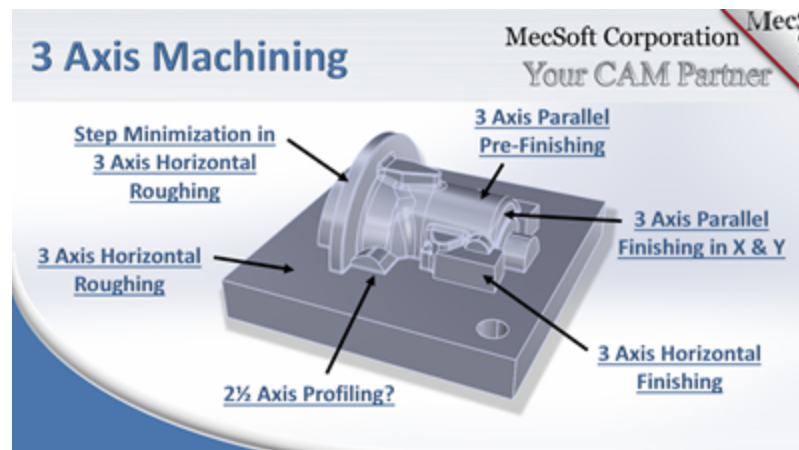 3 Axis Machining
MecSoft Corporation
Your CAM Partner
Step Minimization in
3 Axis Horizontal
Roughing
3 Axis Parallel
Pre-Finishing
3 Axis Parallel
Finishing in X & Y
3 Axis Horizontal
Roughing
3 Axis Horizontal
Finishing
2½ Axis Profiling?